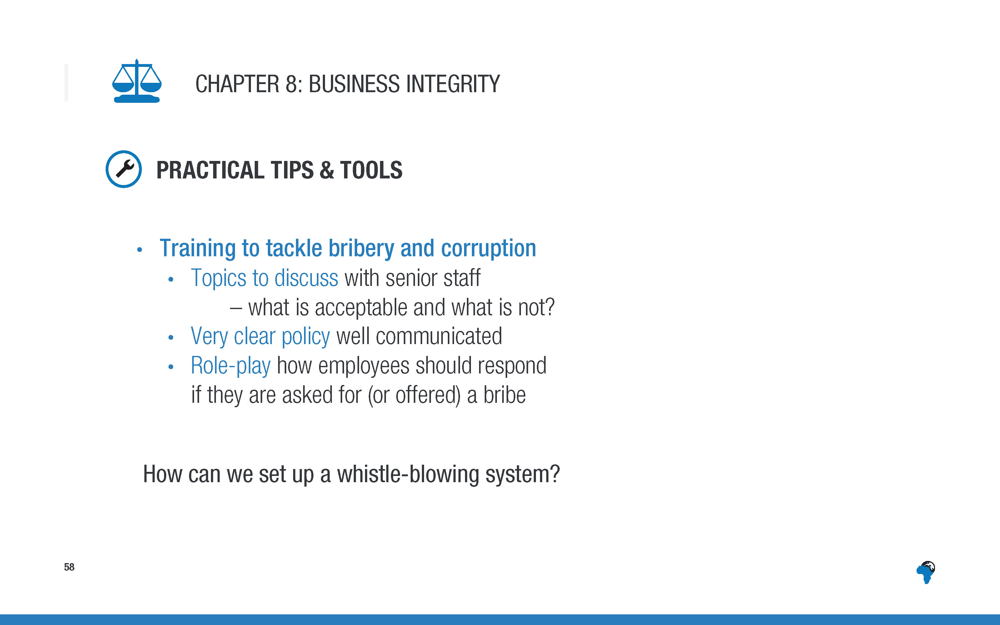 CHAPTER 8: BUSINESS INTEGRITY
PRACTICAL TIPS & TOOLS
• Training to tackle bribery and corruption
• Topics to discuss with senior staff
– what is acceptable and what is not?
• Very clear policy well communicated
• Role-play how employees should respond
if they are asked for (or offered) a bribe
How can we set up a whistle-blowing system?
58